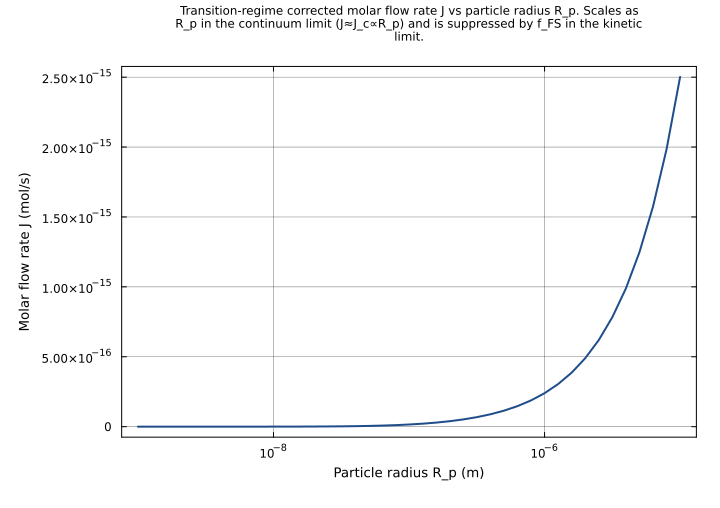 Transition-regime corrected molar flow rate J vs particle radius R_p. Scales as
R_p in the continuum limit (J≈J_c∝R_p) and is suppressed by f_FS in the kinetic
limit.
2.50×10⁻¹⁵
2.00×10⁻¹⁵
1.50×10⁻¹⁵
1.00×10⁻¹⁵
5.00×10⁻¹⁶
0
Molar flow rate J (mol/s)
10⁻⁸
10⁻⁶
Particle radius R_p (m)